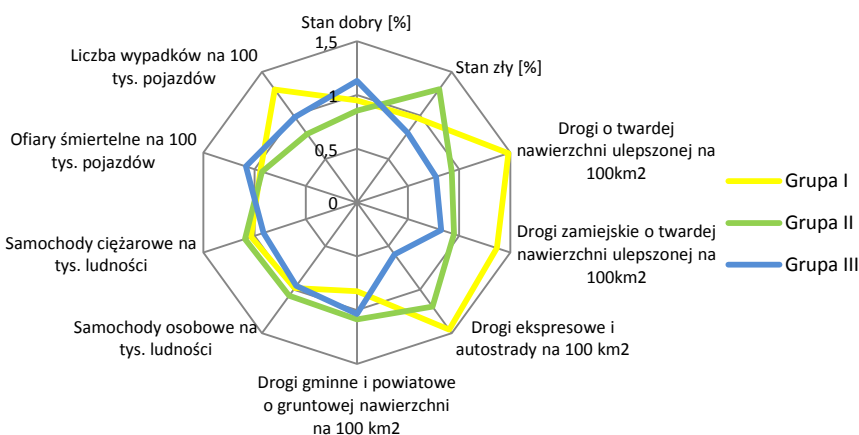 Stan dobry [%]
1,5
1
0,5
0
Stan zły [%]
Drogi o twardej
nawierzchni ulepszonej na
100km2
Drogi zamiejskie o twardej
nawierzchni ulepszonej na
100km2
Drogi ekspresowe i
autostrady na 100 km2
Drogi gminne i powiatowe
o gruntowej nawierzchni
na 100 km2
Samochody osobowe na
tys. ludności
Samochody ciężarowe na
tys. ludności
Ofiary śmiertelne na 100
tys. pojazdów
Liczba wypadków na 100
tys. pojazdów
Grupa I
Grupa II
Grupa III